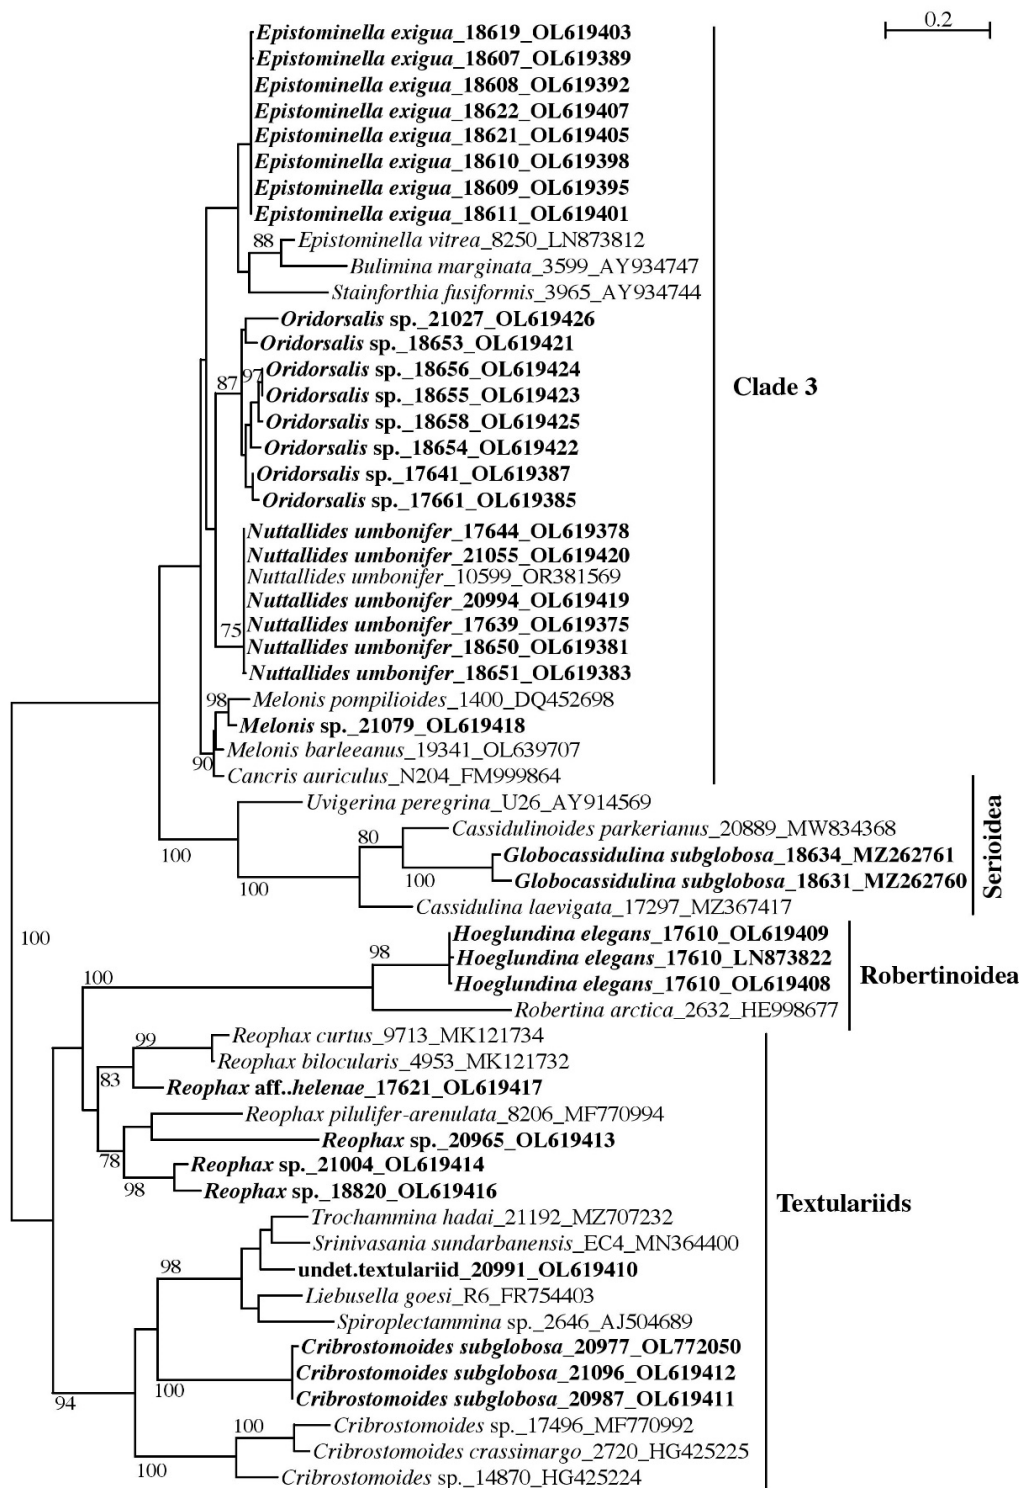 0.2
Epistominella exigua_18619_OL619403
Epistominella exigua_18607_OL619389
Epistominella exigua_18608_OL619392
Epistominella exigua_18622_OL619407
Epistominella exigua_18621_OL619405
Epistominella exigua_18610_OL619398
Epistominella exigua_18609_OL619395
Epistominella exigua_18611_OL619401
88
Epistominella vitrea_8250_LN873812
Bulimina marginata_3599_AY934747
Stainforthia fusiformis_3965_AY934744
Oridorsalis sp._21027_OL619426
Oridorsalis sp._18653_OL619421
97
Oridorsalis sp._18656_OL619424
87
Oridorsalis sp._18655_OL619423
Clade 3
Oridorsalis sp._18658_OL619425
Oridorsalis sp._18654_OL619422
Oridorsalis sp._17641_OL619387
Oridorsalis sp._17661_OL619385
Nuttallides umbonifer_17644_OL619378
Nuttallides umbonifer_21055_OL619420
Nuttallides umbonifer_10599_OR381569
Nuttallides umbonifer_20994_OL619419
75
Nuttallides umbonifer_17639_OL619375
Nuttallides umbonifer_18650_OL619381
Nuttallides umbonifer_18651_OL619383
98
Melonis pompilioides_1400_DQ452698
Melonis sp._21079_OL619418
Melonis barleeanus_19341_OL639707
90
Cancris auriculus_N204_FM999864
Uvigerina peregrina_U26_AY914569
80
Cassidulinoides parkerianus_20889_MW834368
100
Globocassidulina subglobosa_18634_MZ262761
100
Globocassidulina subglobosa_18631_MZ262760
100
Cassidulina laevigata_17297_MZ367417
Serioidea
100
Hoeglundina elegans_17610_OL619409
98
Hoeglundina elegans_17610_LN873822
100
Hoeglundina elegans_17610_OL619408
Robertinoidea
Robertina arctica_2632_HE998677
Reophax curtus_9713_MK121734
99
Reophax bilocularis_4953_MK121732
83
Reophax aff..helenae_17621_OL619417
Reophax pilulifer-arenulata_8206_MF770994
Reophax sp._20965_OL619413
78
Reophax sp._21004_OL619414
98
Reophax sp._18820_OL619416
Textulariids
Trochammina hadai_21192_MZ707232
Srinivasania sundarbanensis_EC4_MN364400
98
undet.textulariid_20991_OL619410
Liebusella goesi_R6_FR754403
Spiroplectammina sp._2646_AJ504689
Cribrostomoides subglobosa_20977_OL772050
Cribrostomoides subglobosa_21096_OL619412
100
Cribrostomoides subglobosa_20987_OL619411
94
100
Cribrostomoides sp._17496_MF770992
Cribrostomoides crassimargo_2720_HG425225
100
Cribrostomoides sp._14870_HG425224